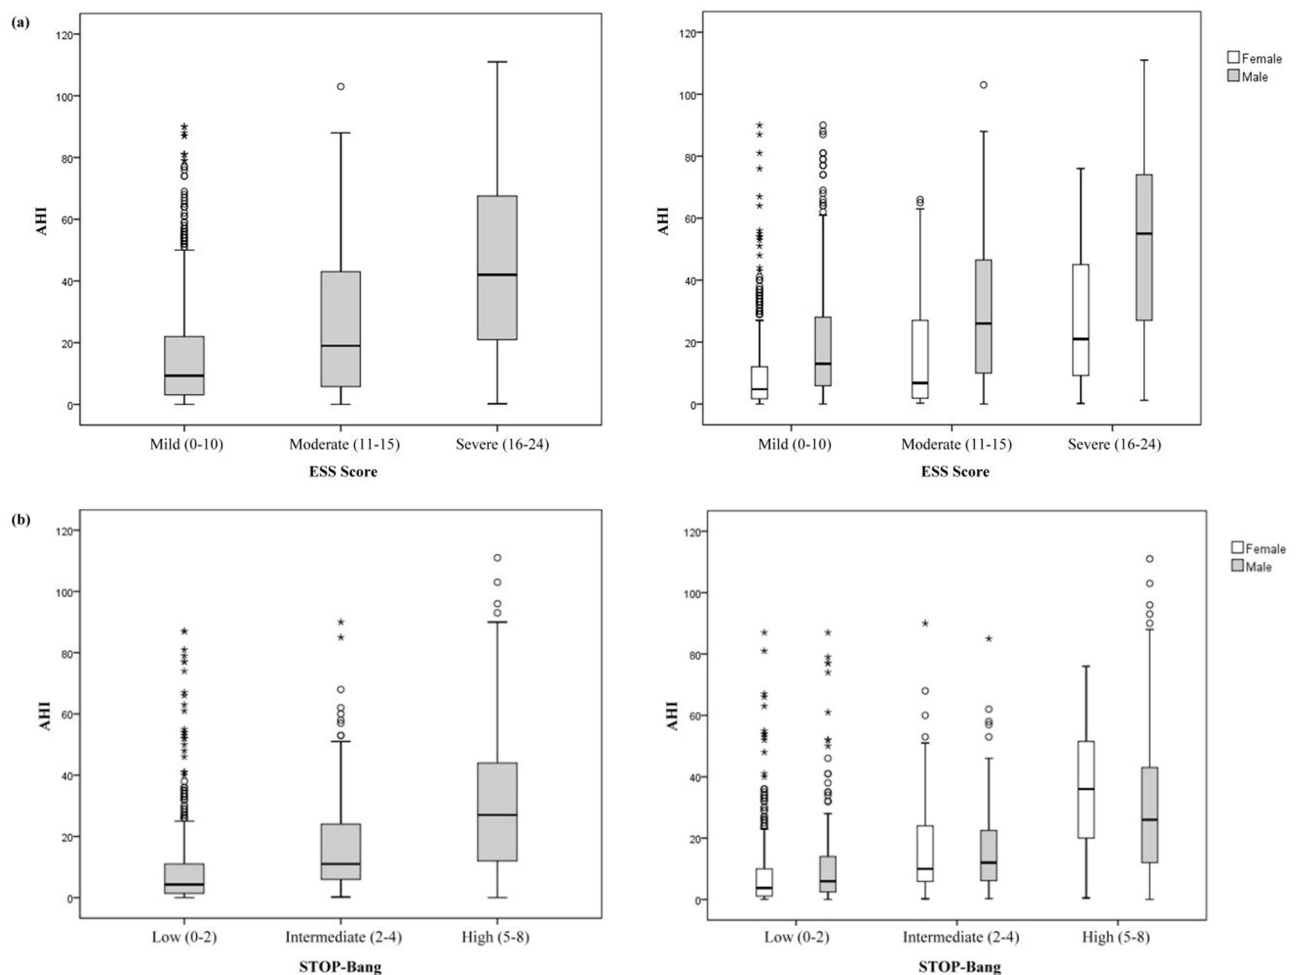 (a)
AHI
120
100
80
60
40
20
0
Mild (0-10) Moderate (11-15) Severe (16-24)
ESS Score
AHI
120
100
80
60
40
20
0
Mild (0-10) Moderate (11-15) Severe (16-24)
ESS Score
Female
Male
(b)
AHI
120
100
80
60
40
20
0
Low (0-2) Intermediate (2-4) High (5-8)
STOP-Bang
AHI
120
100
80
60
40
20
0
Low (0-2) Intermediate (2-4) High (5-8)
STOP-Bang
Female
Male